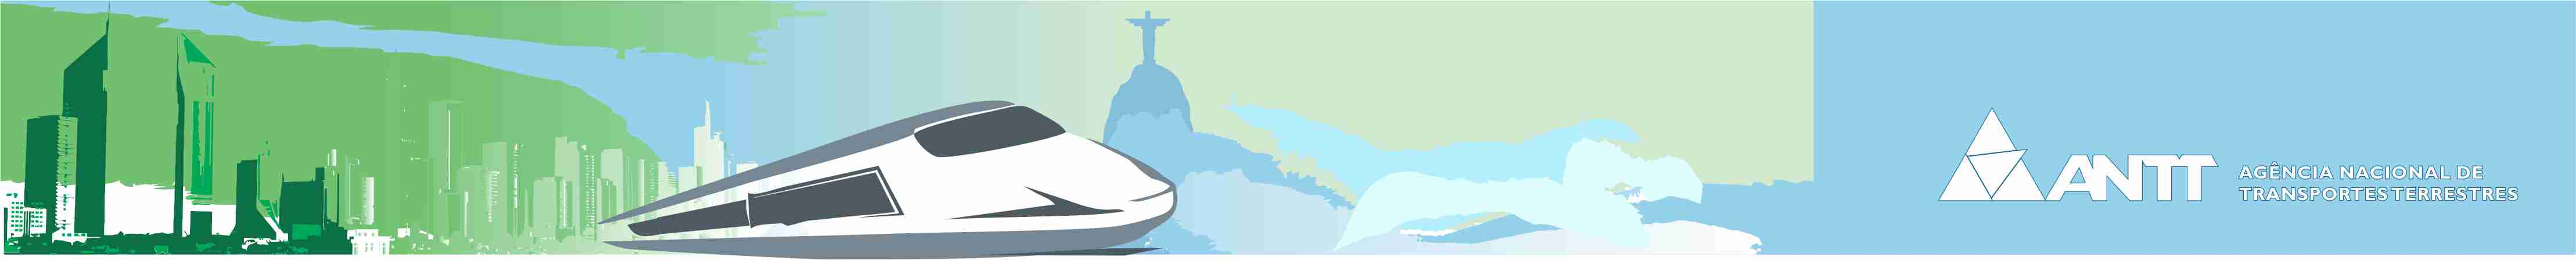 ANTT
AGÊNCIA NACIONAL DE
TRANSPORTES TERRESTRES